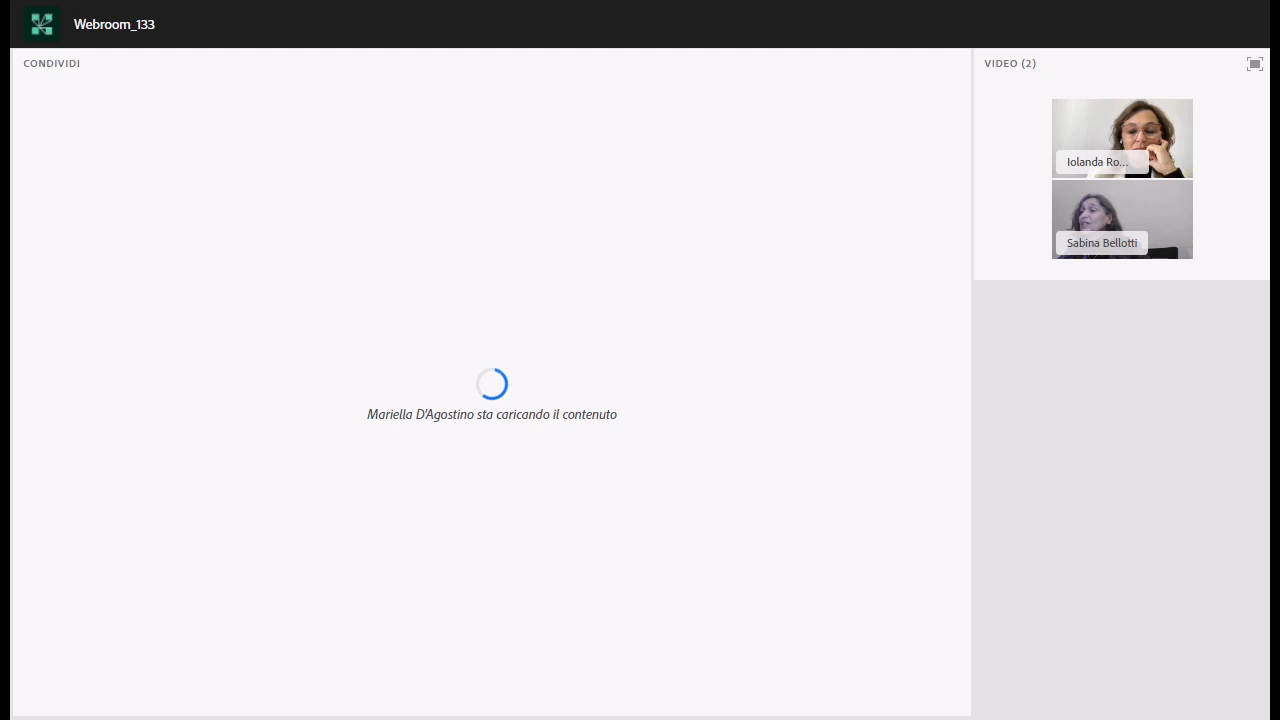 Webroom_133
CONDIVIDI
VIDEO (2)
Iolanda Ro...
Sabina Bellotti
Mariella D'Agostino sta caricando il contenuto